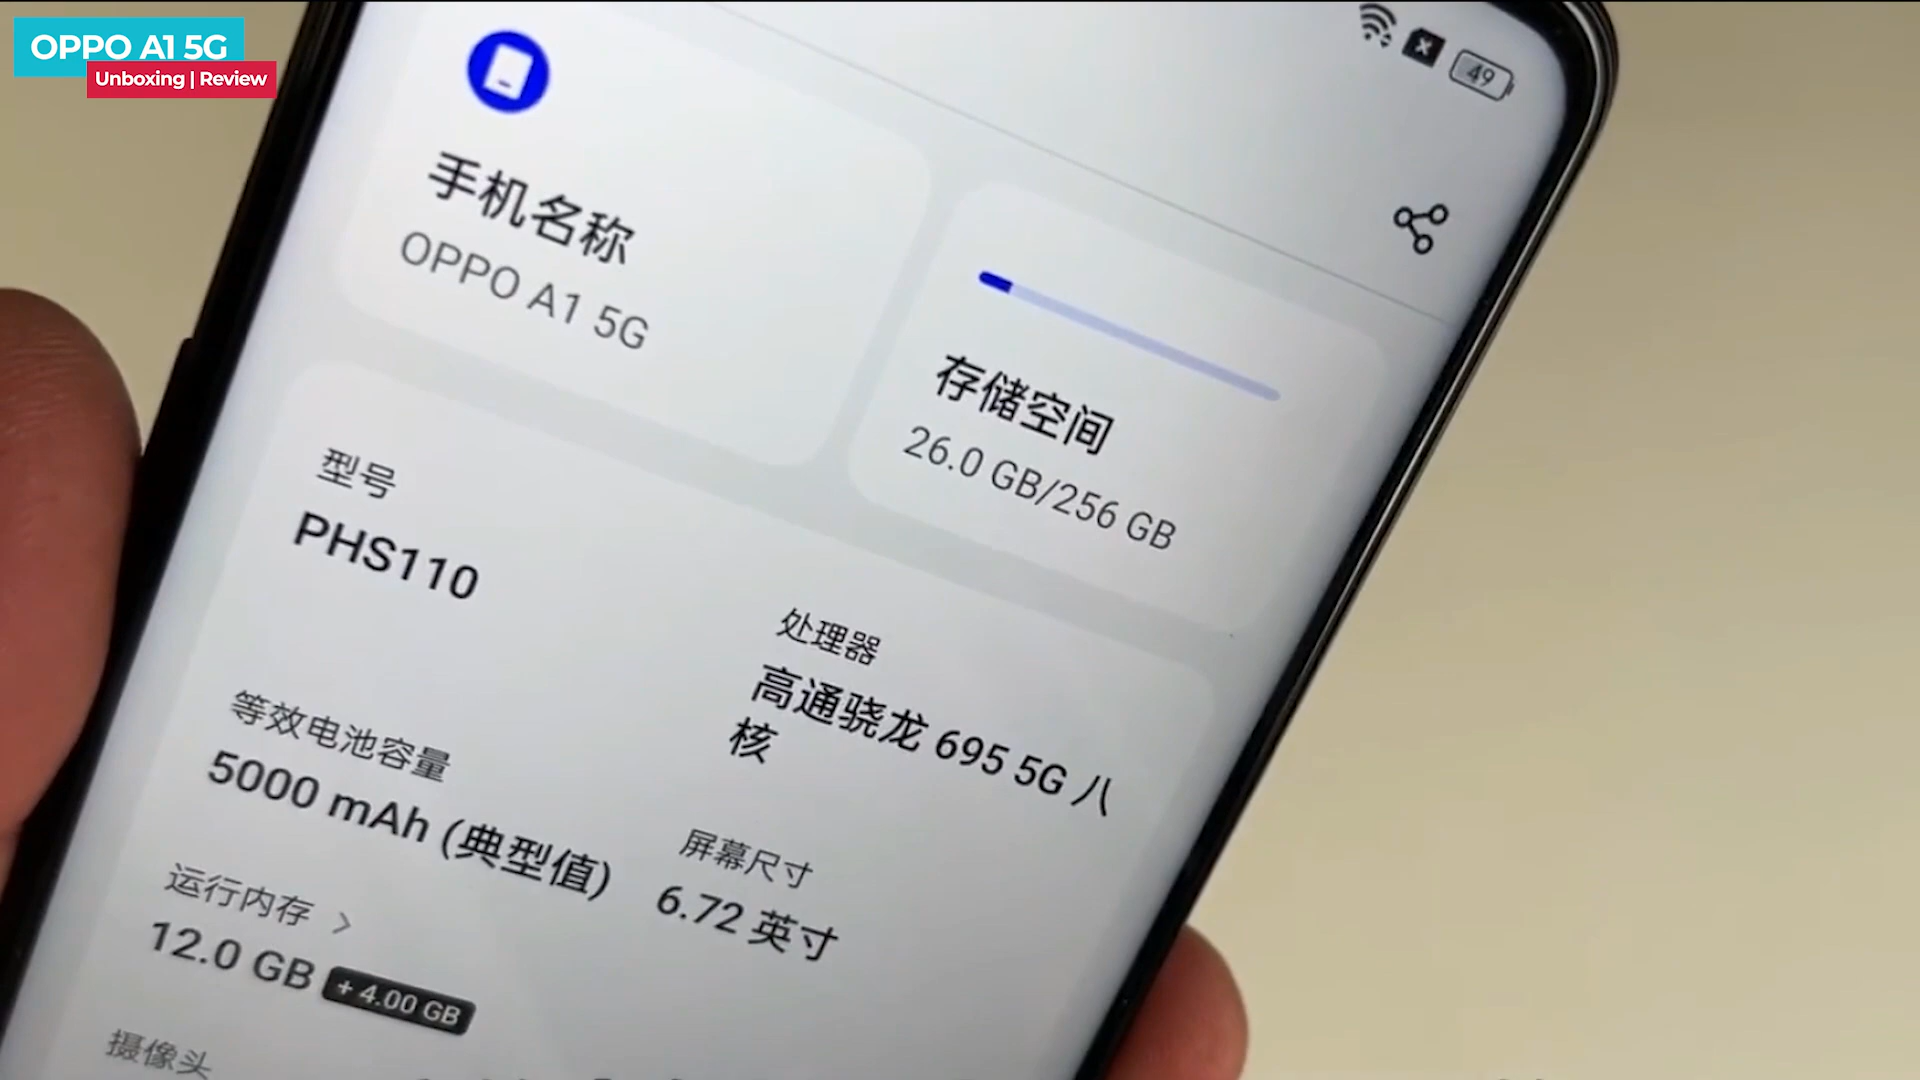 OPPO A1 5G
Unboxing | Review
49
手机名称
OPPO A1 5G
存储空间
26.0 GB/256 GB
型号
PHS110
处理器
高通骁龙 695 5G 八
核
等效电池容量
5000 mAh (典型值)
屏幕尺寸
6.72 英寸
运行内存 >
12.0 GB + 4.00 GB
摄像头